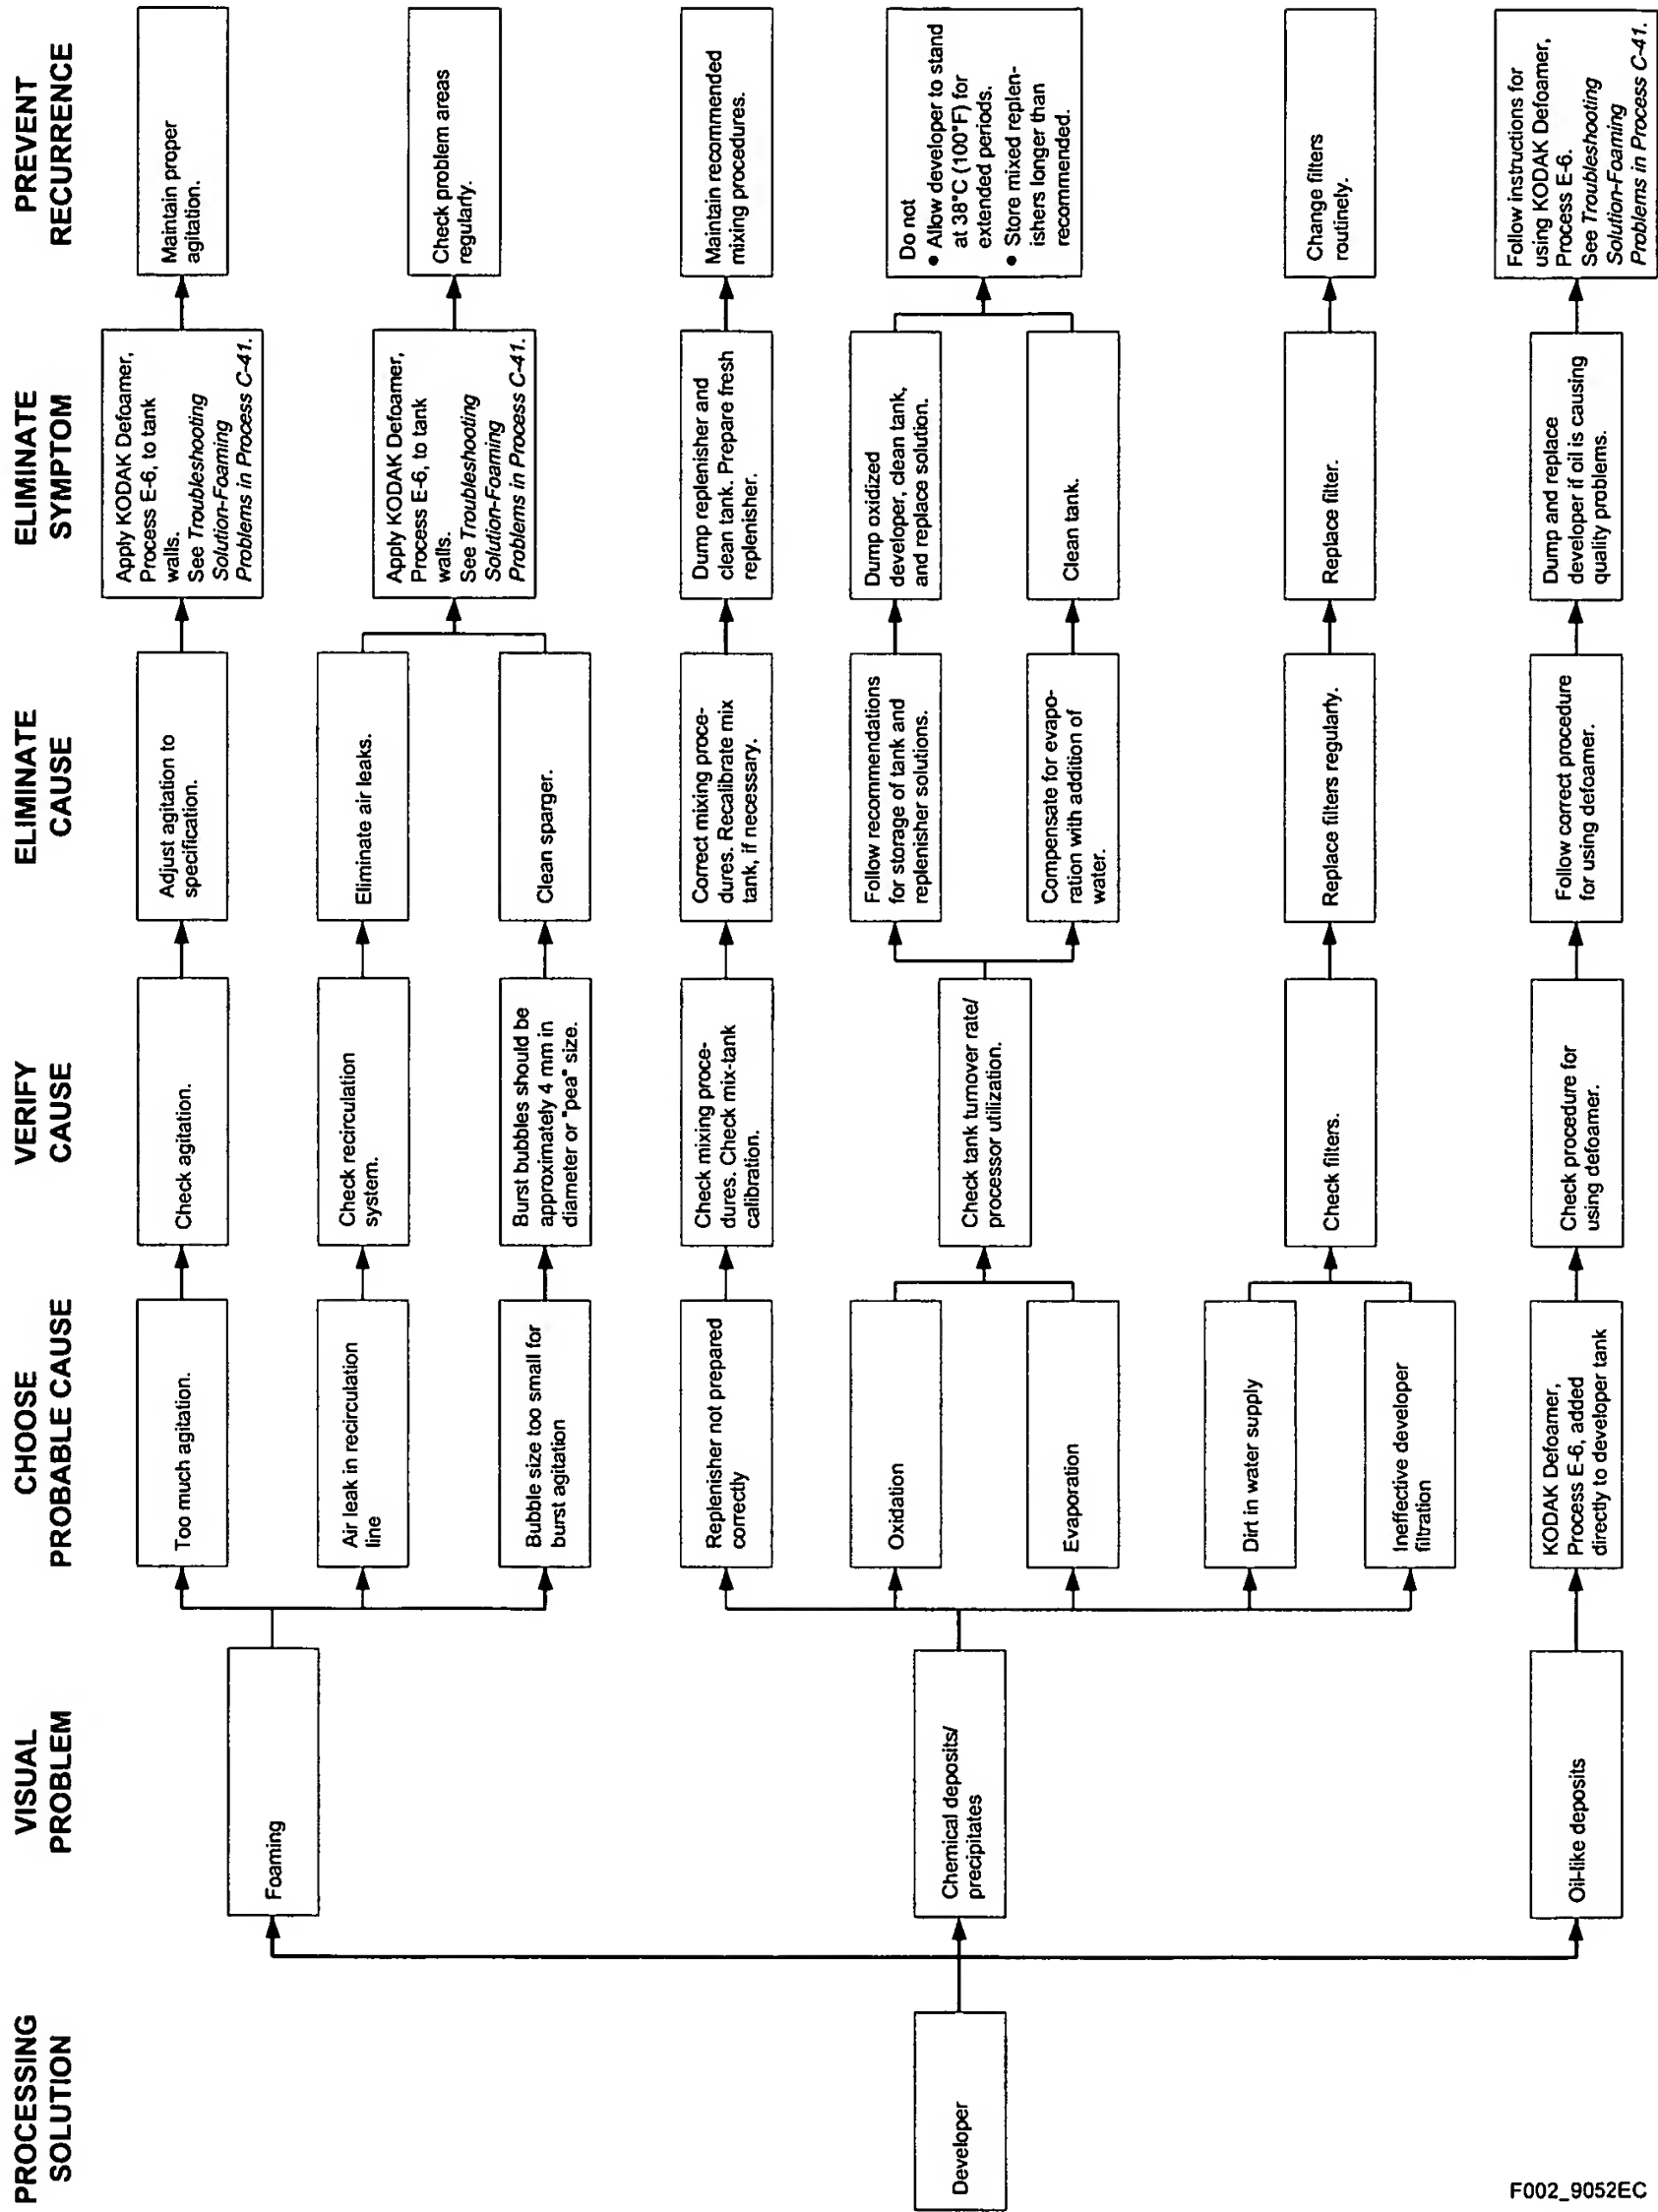 PROCESSING
SOLUTION
VISUAL
PROBLEM
CHOOSE
PROBABLE CAUSE
VERIFY
CAUSE
ELIMINATE
CAUSE
ELIMINATE
SYMPTOM
PREVENT
RECURRENCE
Developer
Foaming
Too much agitation.
Check agitation.
Adjust agitation to
specification.
Apply KODAK Defoamer,
Process E-6, to tank
walls.
See Troubleshooting
Solution-Foaming
Problems in Process C-41.
Maintain proper
agitation.
Air leak in recirculation
line
Check recirculation
system.
Eliminate air leaks.
Bubble size too small for
burst agitation
Burst bubbles should be
approximately 4 mm in
diameter or "pea" size.
Clean sparger.
Apply KODAK Defoamer,
Process E-6, to tank
walls.
See Troubleshooting
Solution-Foaming
Problems in Process C-41.
Check problem areas
regularly.
Chemical deposits/
precipitates
Replenisher not prepared
correctly
Check mixing proce-
dures. Check mix-tank
calibration.
Correct mixing proce-
dures. Recalibrate mix
tank, if necessary.
Dump replenisher and
clean tank. Prepare fresh
replenisher.
Maintain recommended
mixing procedures.
Oxidation
Evaporation
Check tank turnover rate/
processor utilization.
Follow recommendations
for storage of tank and
replenisher solutions.
Dump oxidized
developer, clean tank,
and replace solution.
Compensate for evapo-
ration with addition of
water.
Clean tank.
Do not
• Allow developer to stand
at 38°C (100°F) for
extended periods.
• Store mixed replen-
ishers longer than
recommended.
Dirt in water supply
Ineffective developer
filtration
Check filters.
Replace filters regularly.
Replace filter.
Change filters
routinely.
Oil-like deposits
KODAK Defoamer,
Process E-6, added
directly to developer tank
Check procedure for
using defoamer.
Follow correct procedure
for using defoamer.
Dump and replace
developer if oil is causing
quality problems.
Follow instructions for
using KODAK Defoamer,
Process E-6.
See Troubleshooting
Solution-Foaming
Problems in Process C-41.
F002_9052EC